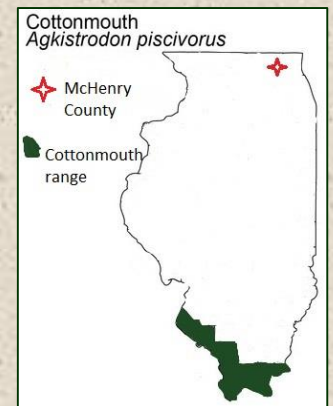 Cottonmouth
Agkistrodon piscivorus
McHenry
County
Cottonmouth
range